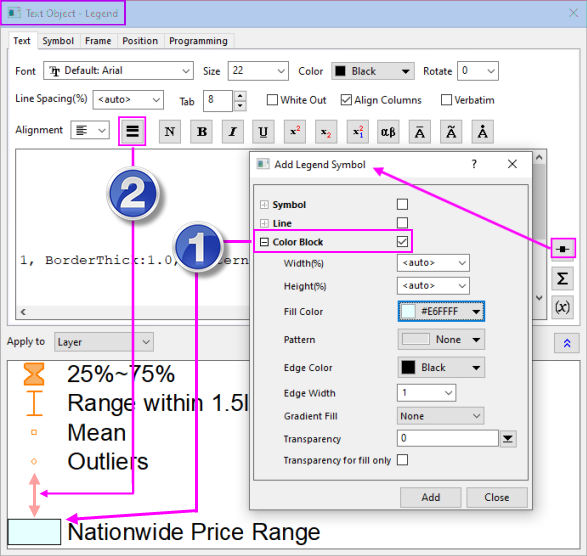 Text Object - Legend
Text Symbol Frame Position Programming
Font Default: Arial Size 22 Color Black Rotate 0
Line Spacing(%) <auto> Tab 8 White Out Align Columns Verbatim
Alignment N B I U x² x₂ x²₁ αβ Ā Ã Ȧ
Add Legend Symbol ?
Symbol
Line
Color Block
Width(%) <auto>
Height(%) <auto>
Fill Color #E6FFFF
Pattern None
Edge Color Black
Edge Width 1
Gradient Fill None
Transparency 0
Transparency for fill only
Add Close
2
1
1, BorderThick:1.0,
Σ
(x)
Apply to Layer
25%~75%
Range within 1.5I
Mean
Outliers
Nationwide Price Range